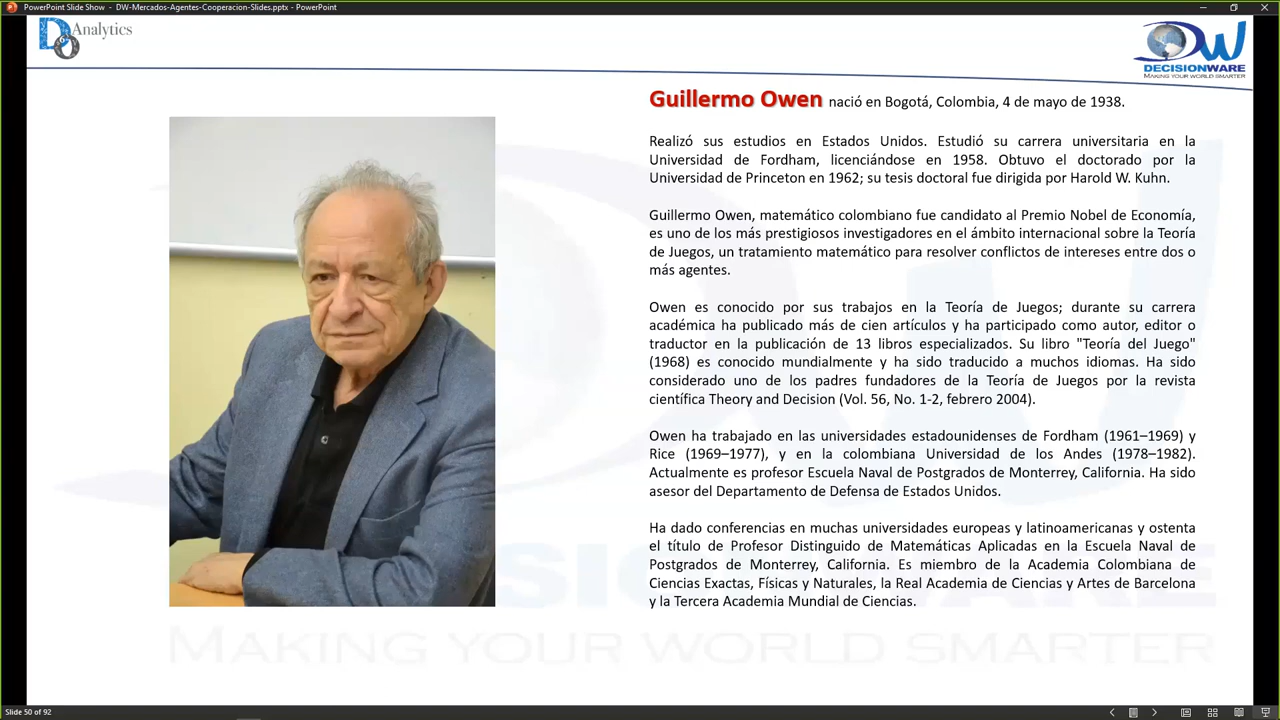 PowerPoint Slide Show - DW-Mercados-Agentes-Cooperacion-Slides.pptx - PowerPoint
DO Analytics
DW
DECISIONWARE
MAKING YOUR WORLD SMARTER
Guillermo Owen nació en Bogotá, Colombia, 4 de mayo de 1938.
Realizó sus estudios en Estados Unidos. Estudió su carrera universitaria en la
Universidad de Fordham, licenciándose en 1958. Obtuvo el doctorado por la
Universidad de Princeton en 1962; su tesis doctoral fue dirigida por Harold W. Kuhn.
Guillermo Owen, matemático colombiano fue candidato al Premio Nobel de Economía,
es uno de los más prestigiosos investigadores en el ámbito internacional sobre la Teoría
de Juegos, un tratamiento matemático para resolver conflictos de intereses entre dos o
más agentes.
Owen es conocido por sus trabajos en la Teoría de Juegos; durante su carrera
académica ha publicado más de cien artículos y ha participado como autor, editor o
traductor en la publicación de 13 libros especializados. Su libro "Teoría del Juego"
(1968) es conocido mundialmente y ha sido traducido a muchos idiomas. Ha sido
considerado uno de los padres fundadores de la Teoría de Juegos por la revista
científica Theory and Decision (Vol. 56, No. 1-2, febrero 2004).
Owen ha trabajado en las universidades estadounidenses de Fordham (1961–1969) y
Rice (1969–1977), y en la colombiana Universidad de los Andes (1978–1982).
Actualmente es profesor Escuela Naval de Postgrados de Monterrey, California. Ha sido
asesor del Departamento de Defensa de Estados Unidos.
Ha dado conferencias en muchas universidades europeas y latinoamericanas y ostenta
el título de Profesor Distinguido de Matemáticas Aplicadas en la Escuela Naval de
Postgrados de Monterrey, California. Es miembro de la Academia Colombiana de
Ciencias Exactas, Físicas y Naturales, la Real Academia de Ciencias y Artes de Barcelona
y la Tercera Academia Mundial de Ciencias.
MAKING YOUR WORLD SMARTER
Slide 50 of 92